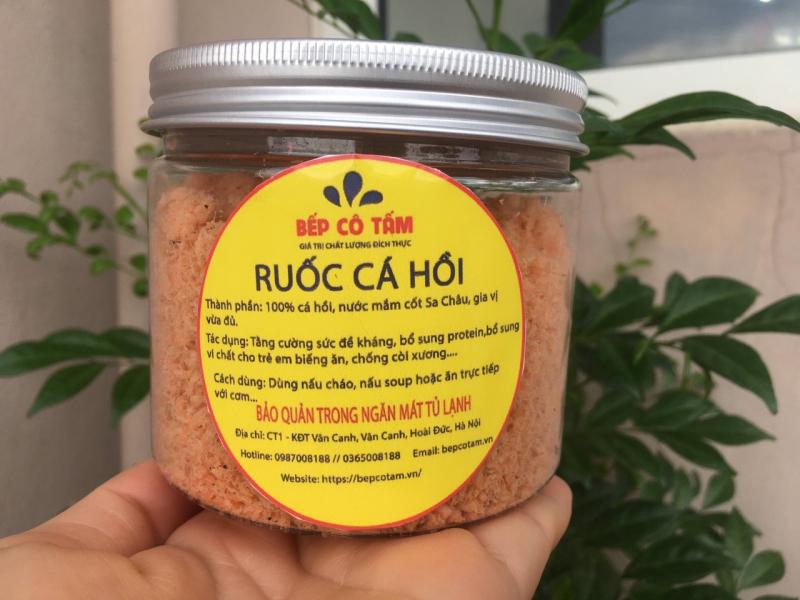 BẾP CÔ TẤM
GIÁ TRỊ CHẤT LƯỢNG ĐÍCH THỰC
RUỐC CÁ HỒI
Thành phần: 100% cá hồi, nước mắm cốt Sa Châu, gia vị
vừa đủ.
Tác dụng: Tăng cường sức đề kháng, bổ sung protein,bổ sung
vi chất cho trẻ em biếng ăn, chống còi xương....
Cách dùng: Dùng nấu cháo, nấu soup hoặc ăn trực tiếp
với cơm...
BẢO QUẢN TRONG NGĂN MÁT TỦ LẠNH
Địa chỉ: CT1 - KĐT Vân Canh, Vân Canh, Hoài Đức, Hà Nội
Hotline: 0987008188 // 0365008188 Email: bepcotam.vn
Website: https://bepcotam.vn/